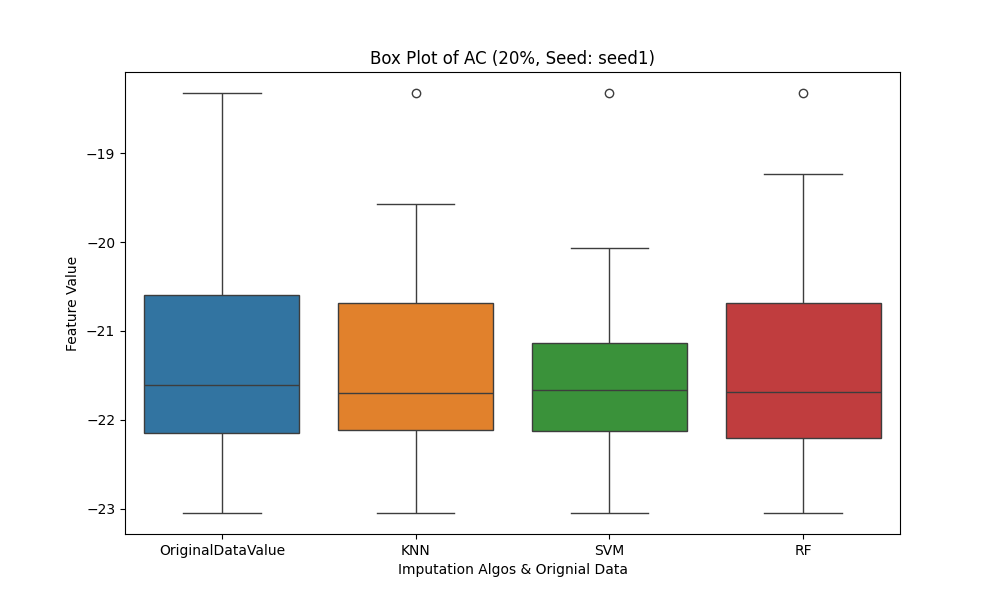 Box Plot of AC (20%, Seed: seed1)
Feature Value
−19
−20
−21
−22
−23
OriginalDataValue
KNN
SVM
RF
Imputation Algos & Orignial Data